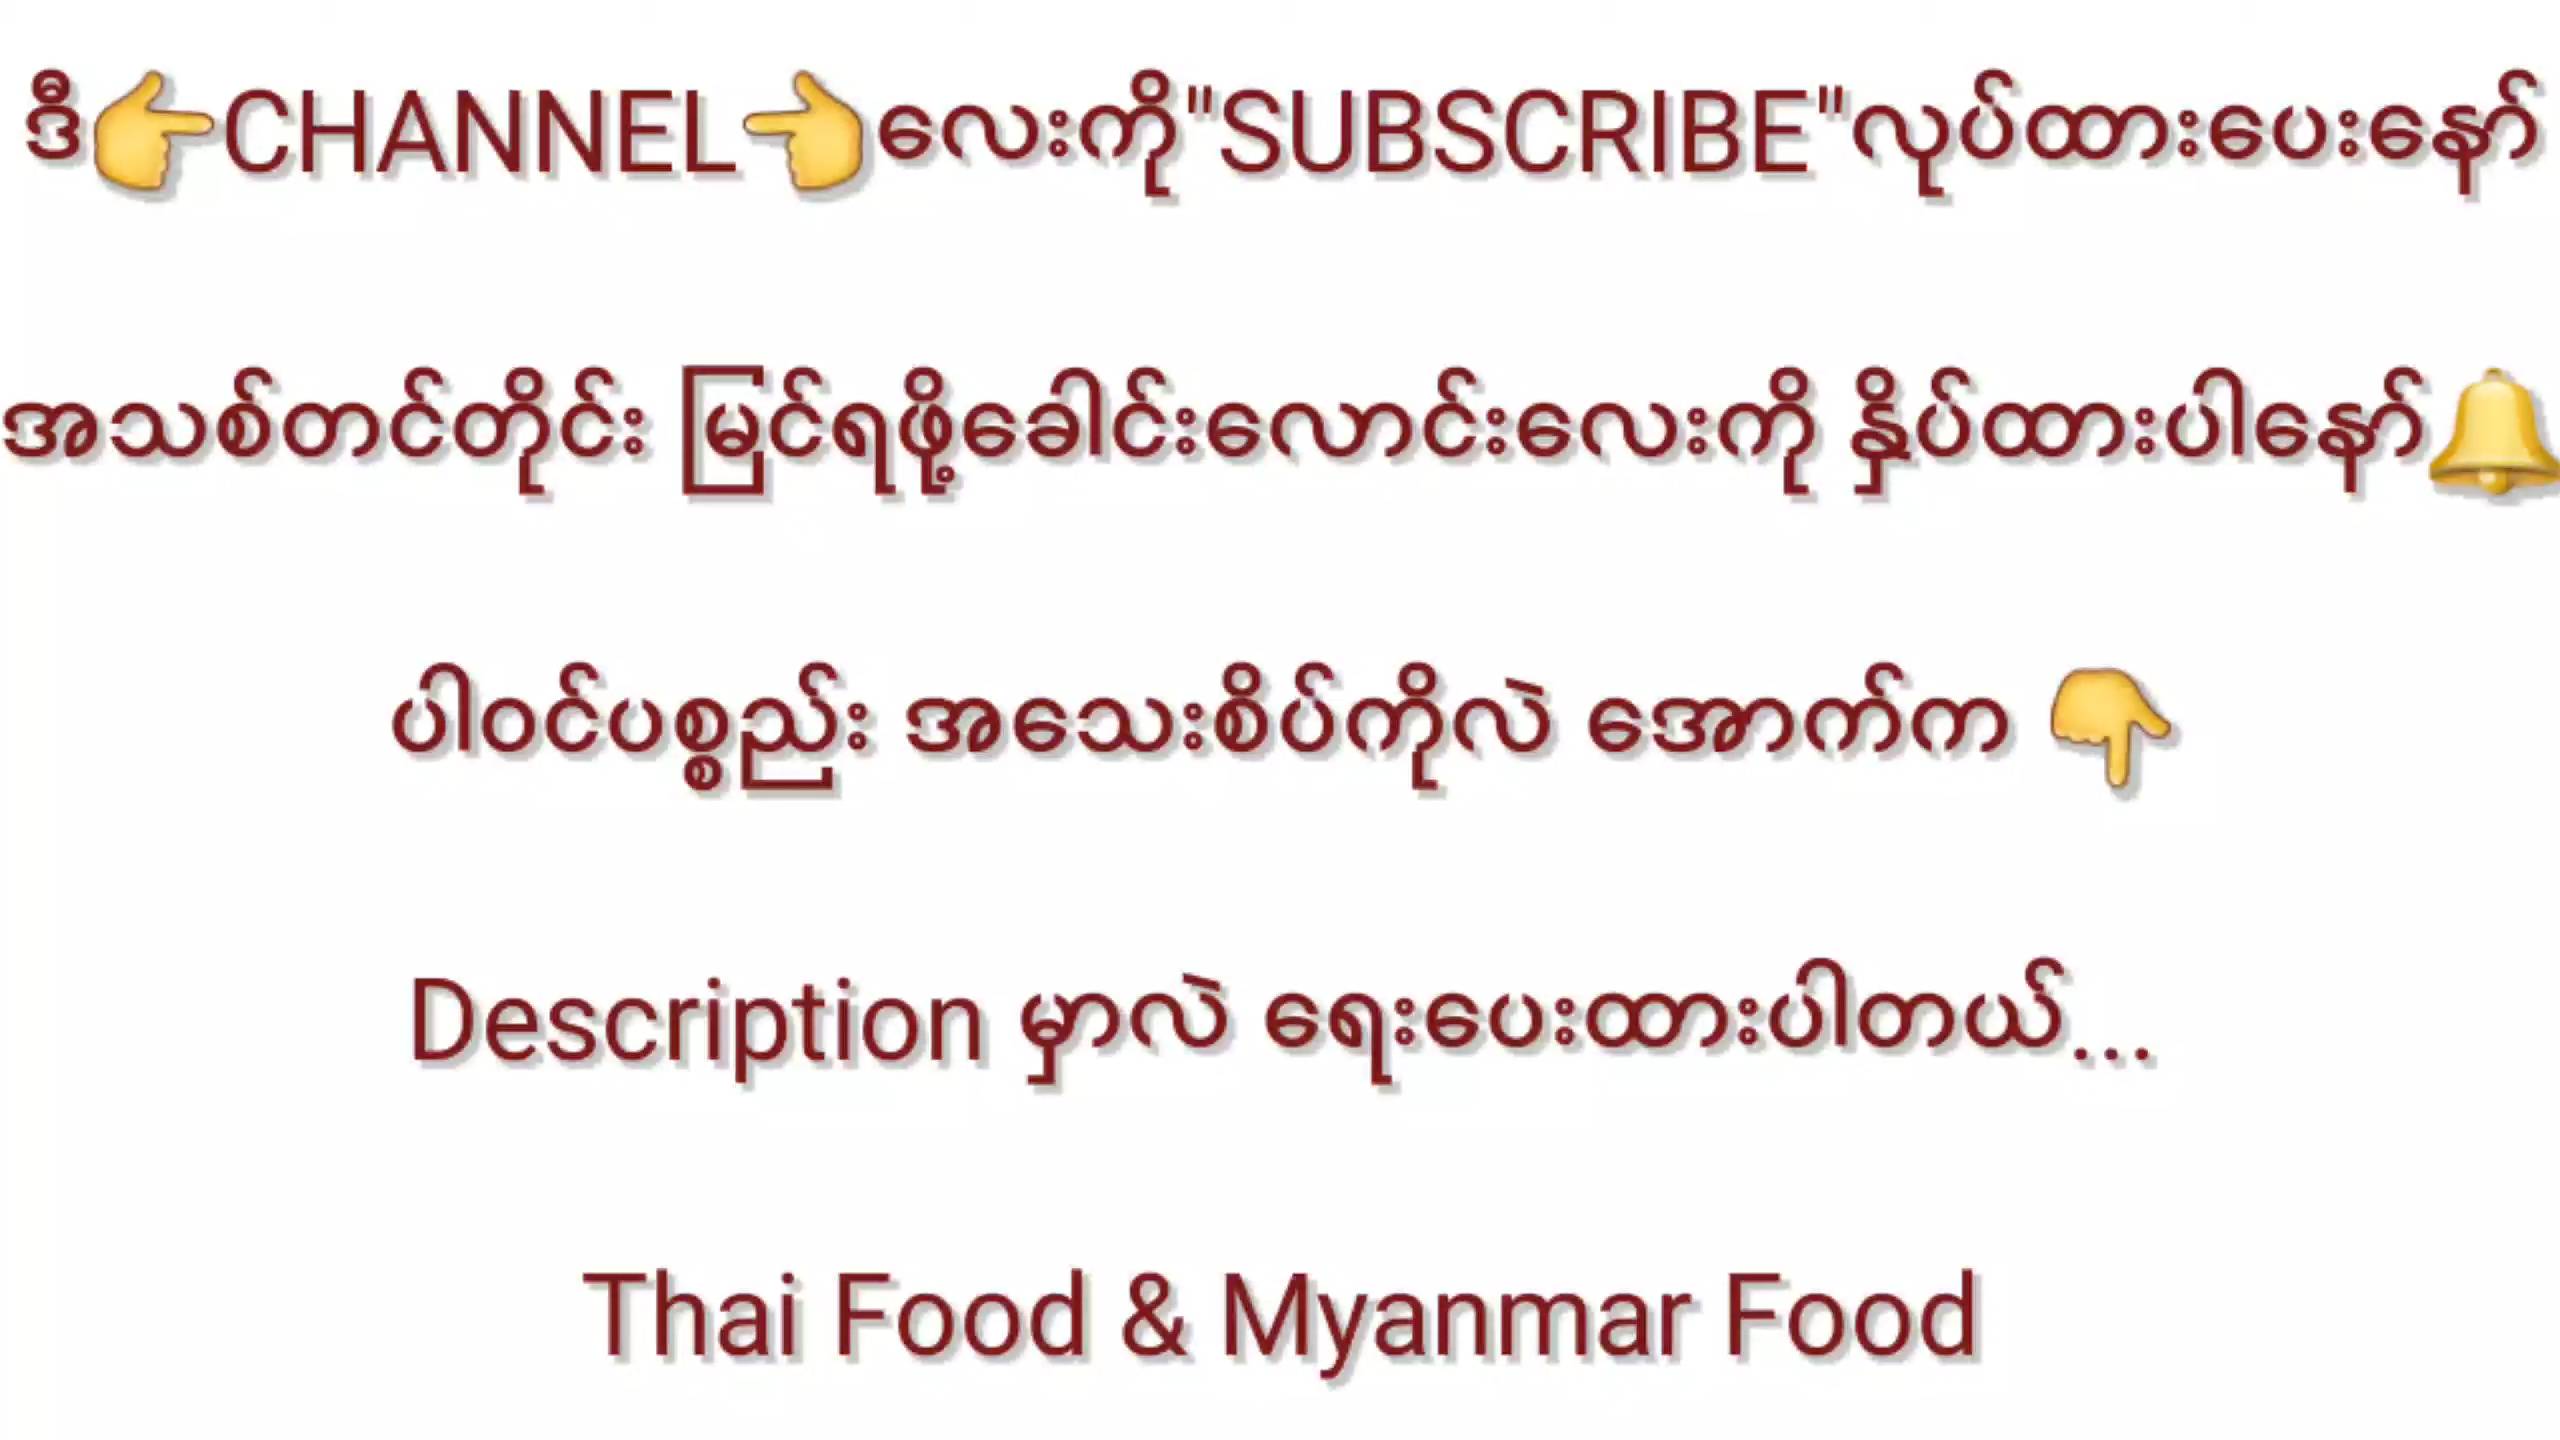 ဒီ👉CHANNEL👈လေးကို"SUBSCRIBE"လုပ်ထားပေးနော်
အသစ်တင်တိုင်း မြင်ရဖို့ခေါင်းလောင်းလေးကို နှိပ်ထားပါနော်🔔
ပါဝင်ပစ္စည်း အသေးစိပ်ကိုလဲ အောက်က 👇
Description မှာလဲ ရေးပေးထားပါတယ်...
Thai Food & Myanmar Food